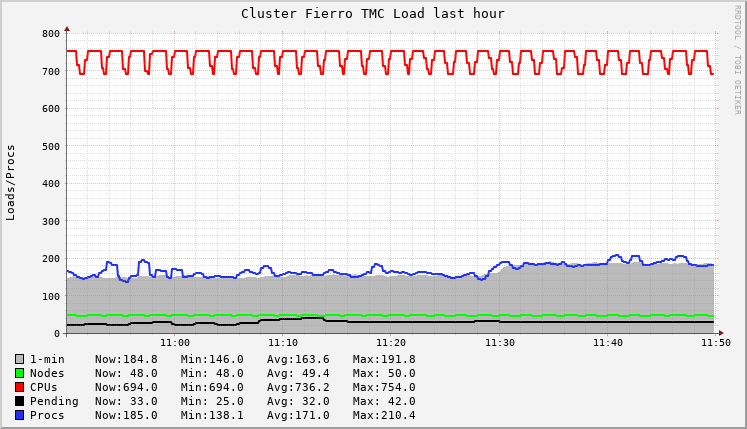 Cluster Fierro TMC Load last hour
RRDTOOL / TOBI OETIKER
Loads/Procs
800
700
600
500
400
300
200
100
0
11:00 11:10 11:20 11:30 11:40 11:50
1-min Now:184.8 Min:146.0 Avg:163.6 Max:191.8
Nodes Now: 48.0 Min: 48.0 Avg: 49.4 Max: 50.0
CPUs Now:694.0 Min:694.0 Avg:736.2 Max:754.0
Pending Now: 33.0 Min: 25.0 Avg: 32.0 Max: 42.0
Procs Now:185.0 Min:138.1 Avg:171.0 Max:210.4